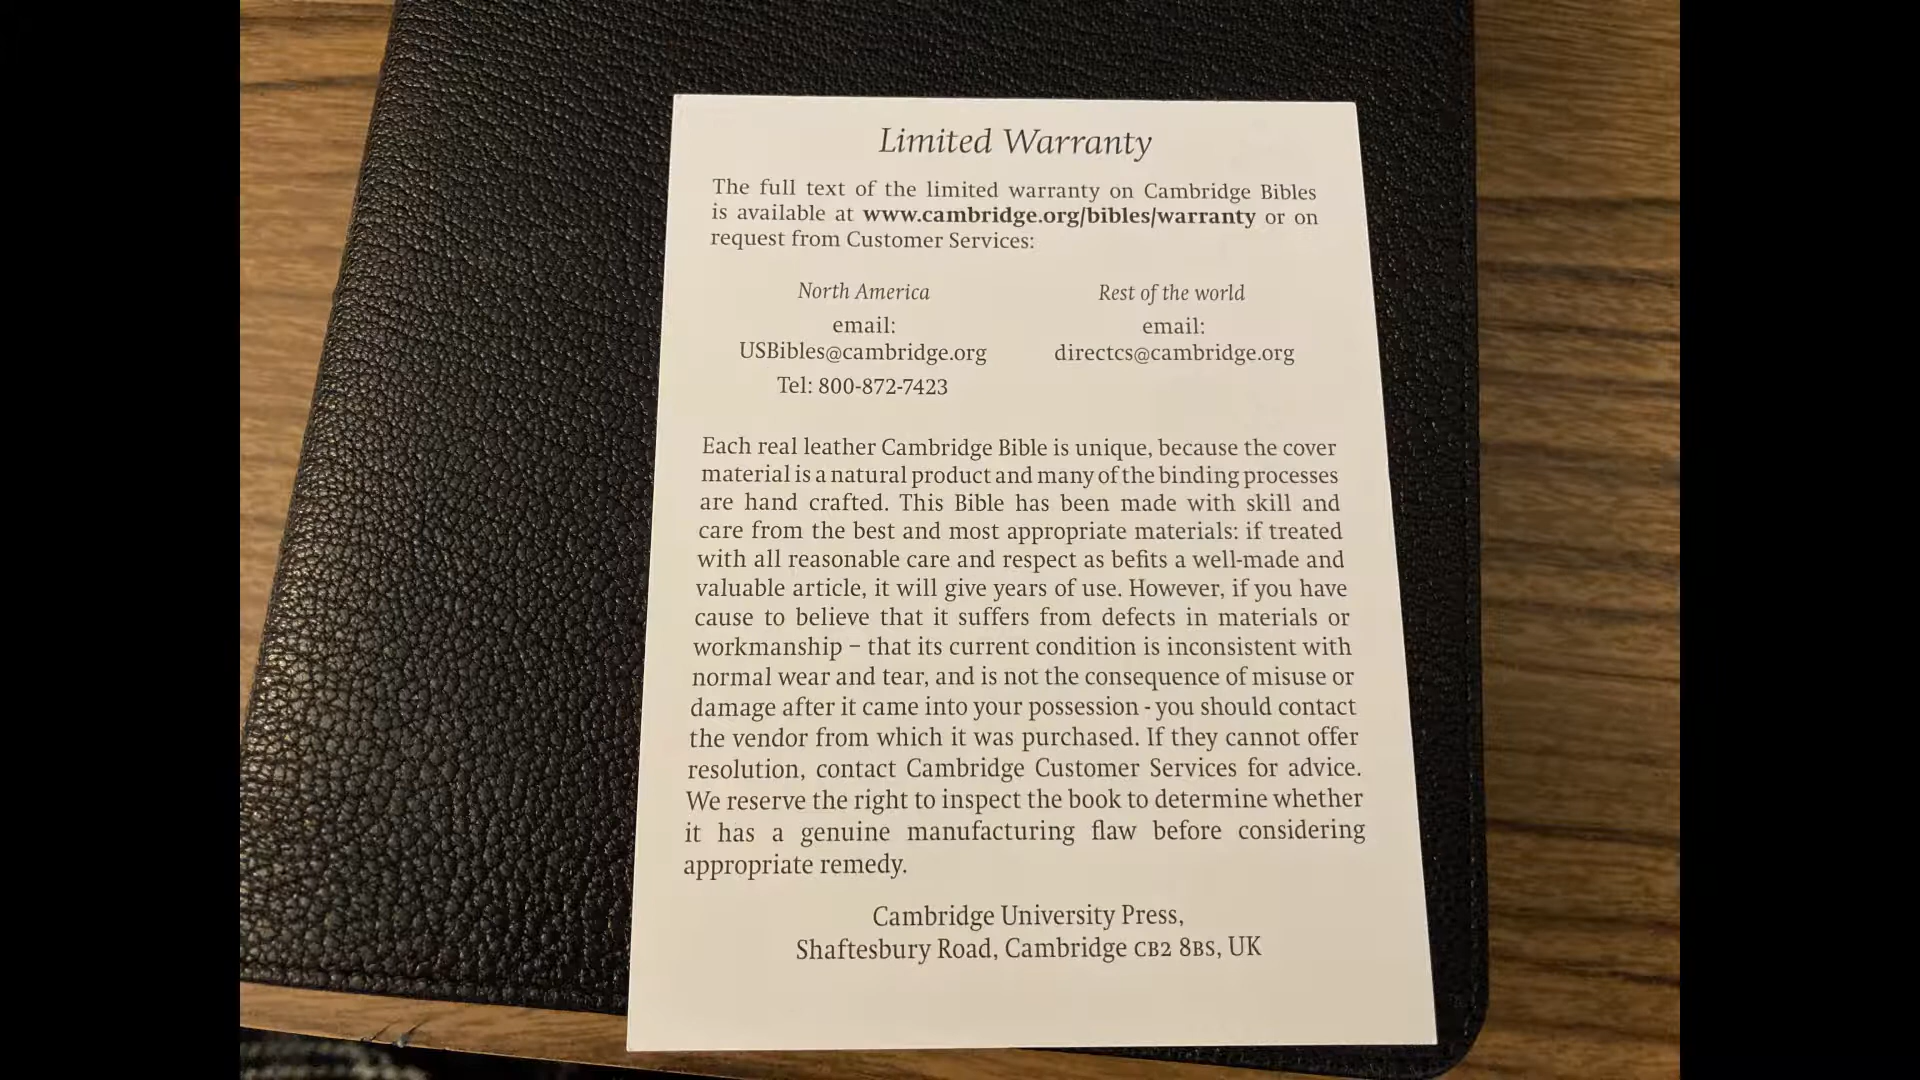 Limited Warranty
The full text of the limited warranty on Cambridge Bibles
is available at www.cambridge.org/bibles/warranty or on
request from Customer Services:
North America
email:
USBibles@cambridge.org
Tel: 800-872-7423
Rest of the world
email:
directcs@cambridge.org
Each real leather Cambridge Bible is unique, because the cover
material is a natural product and many of the binding processes
are hand crafted. This Bible has been made with skill and
care from the best and most appropriate materials: if treated
with all reasonable care and respect as befits a well-made and
valuable article, it will give years of use. However, if you have
cause to believe that it suffers from defects in materials or
workmanship – that its current condition is inconsistent with
normal wear and tear, and is not the consequence of misuse or
damage after it came into your possession - you should contact
the vendor from which it was purchased. If they cannot offer
resolution, contact Cambridge Customer Services for advice.
We reserve the right to inspect the book to determine whether
it has a genuine manufacturing flaw before considering
appropriate remedy.
Cambridge University Press,
Shaftesbury Road, Cambridge CB2 8BS, UK